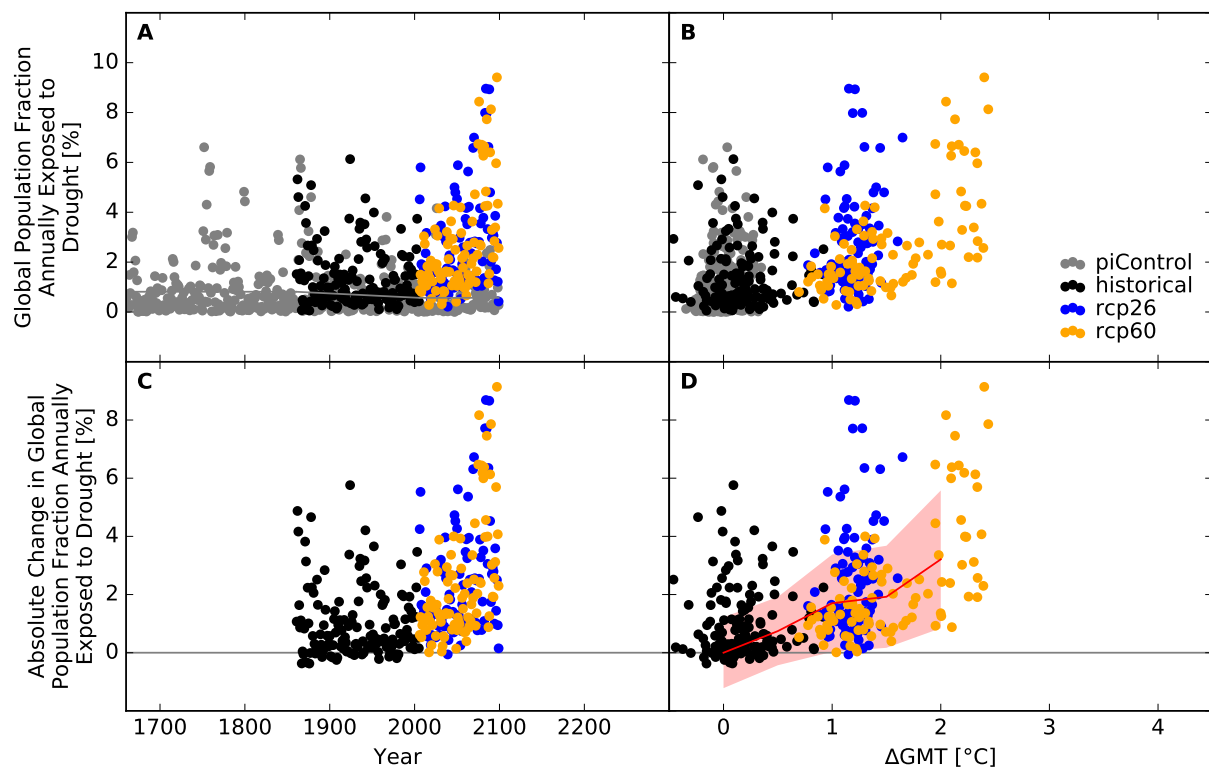 A
B
Global Population Fraction
Annually Exposed to
Drought [%]
10
8
6
4
2
0
piControl
historical
rcp26
rcp60
C
D
Absolute Change in Global
Population Fraction Annually
Exposed to Drought [%]
8
6
4
2
0
1700 1800 1900 2000 2100 2200
0 1 2 3 4
Year
ΔGMT [°C]